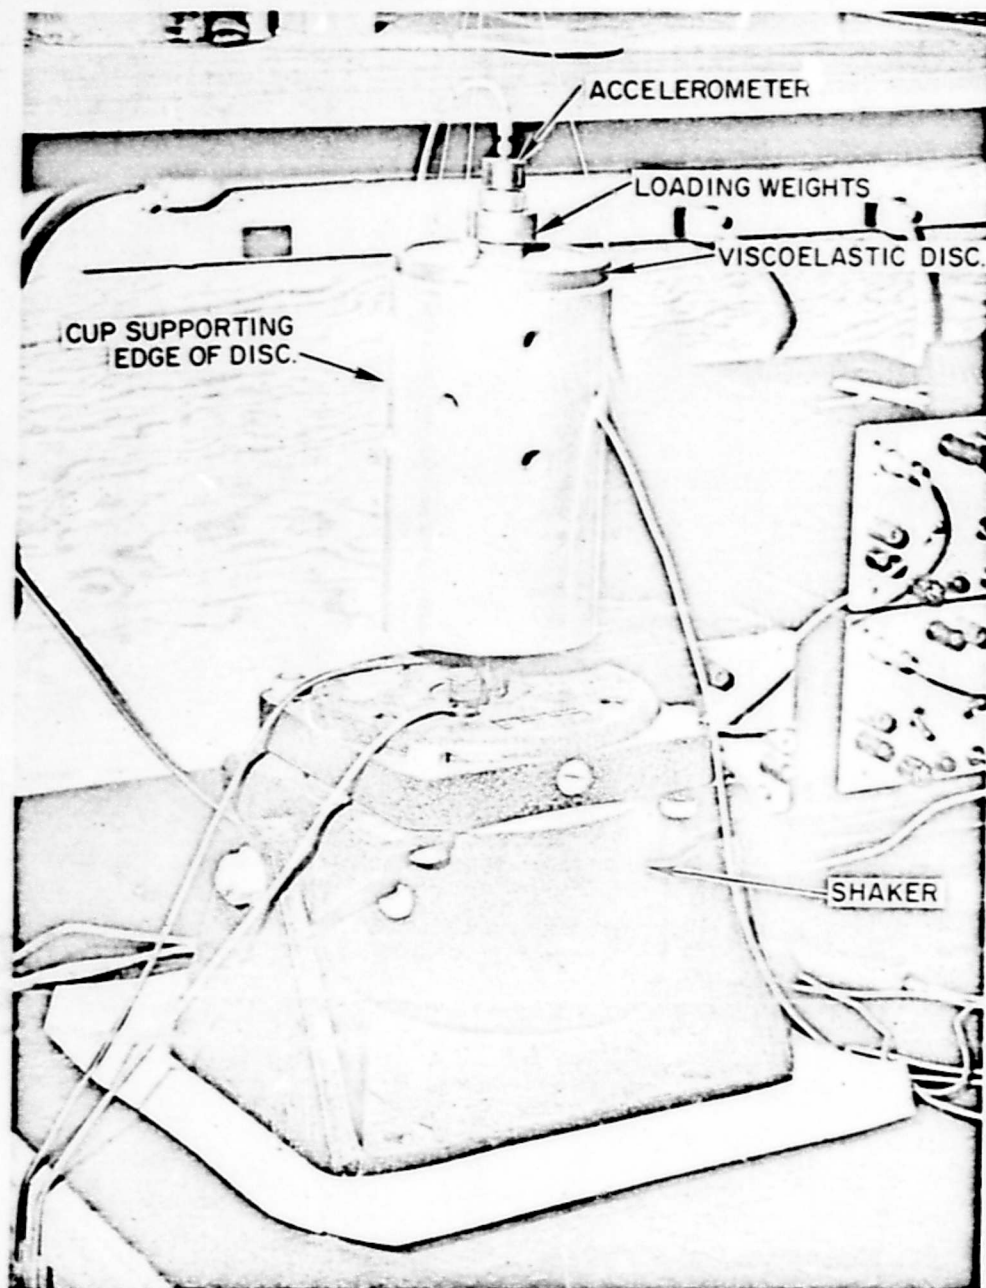 ACCELEROMETER
LOADING WEIGHTS
VISCOELASTIC DISC.
CUP SUPPORTING
EDGE OF DISC.
SHAKER